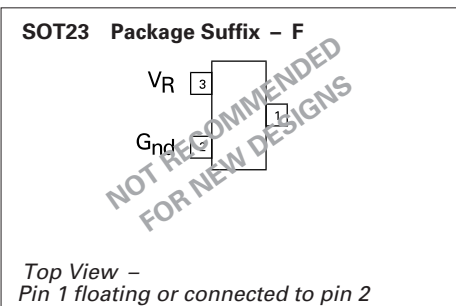 SOT23 Package Suffix – F
VR 3
1
Gnd 2
NOT RECOMMENDED
FOR NEW DESIGNS
Top View –
Pin 1 floating or connected to pin 2